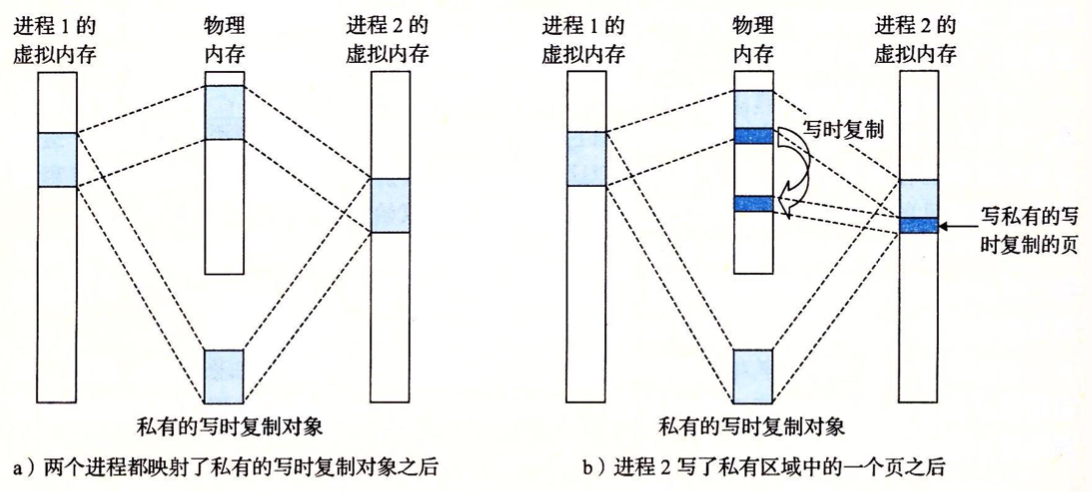 进程 1 的
虚拟内存
物理
内存
进程 2 的
虚拟内存
私有的写时复制对象
a）两个进程都映射了私有的写时复制对象之后
进程 1 的
虚拟内存
物理
内存
进程 2 的
虚拟内存
写时复制
写私有的写
时复制的页
私有的写时复制对象
b）进程 2 写了私有区域中的一个页之后